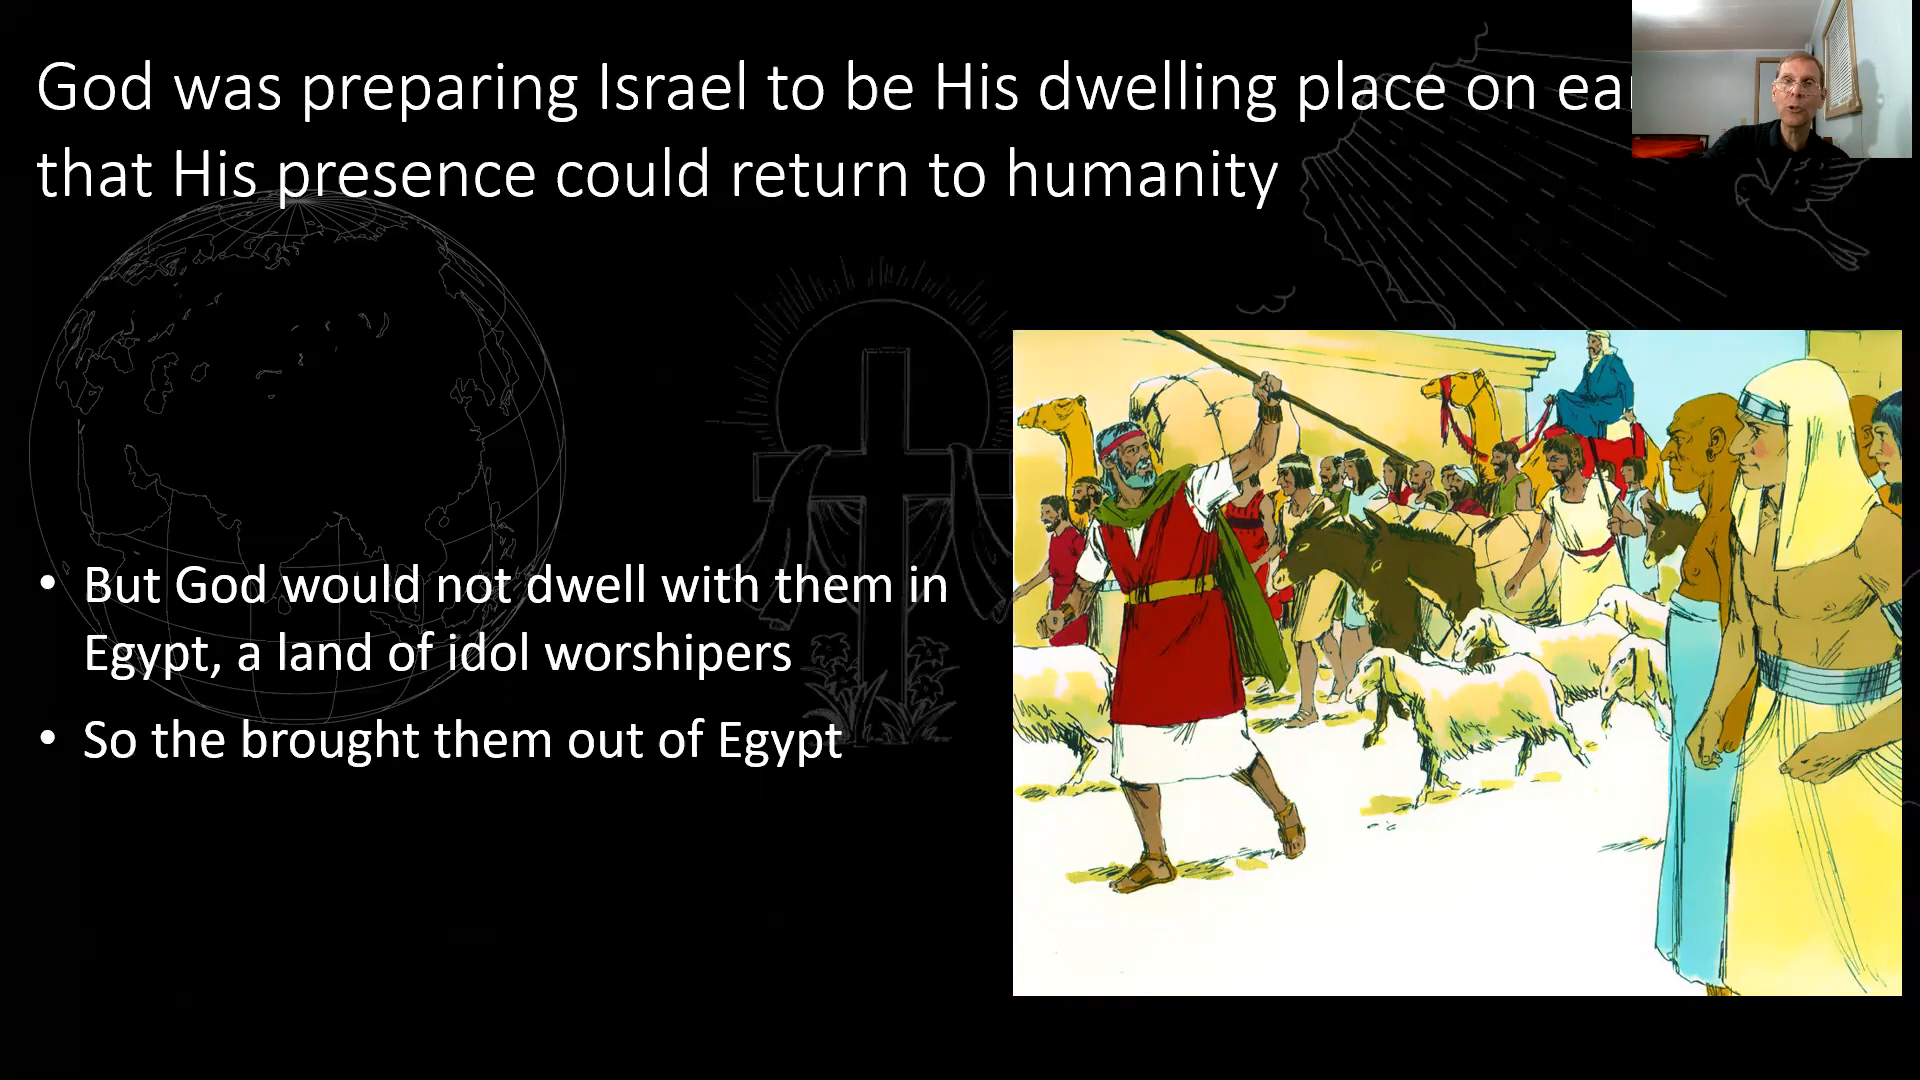 God was preparing Israel to be His dwelling place on
that His presence could return to humanity
• But God would not dwell with them in
Egypt, a land of idol worshipers
• So the brought them out of Egypt